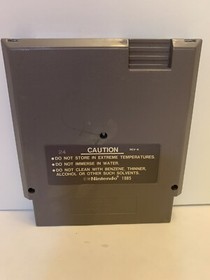 CAUTION
REV-A
•DO NOT STORE IN EXTREME TEMPERATURES.
•DO NOT IMMERSE IN WATER.
•DO NOT CLEAN WITH BENZENE, THINNER,
ALCOHOL OR OTHER SUCH SOLVENTS.
©Nintendo 1985